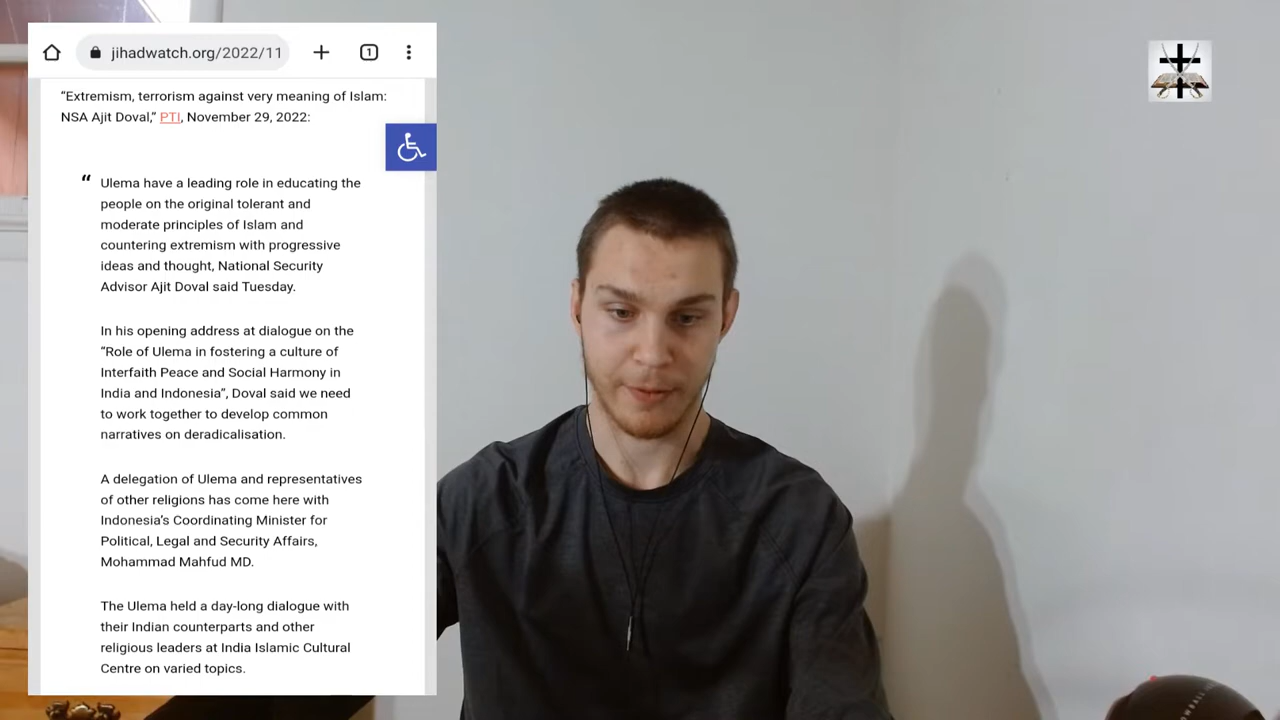 jihadwatch.org/2022/11
1
“Extremism, terrorism against very meaning of Islam:
NSA Ajit Doval,” PTI, November 29, 2022:
“
Ulema have a leading role in educating the
people on the original tolerant and
moderate principles of Islam and
countering extremism with progressive
ideas and thought, National Security
Advisor Ajit Doval said Tuesday.
In his opening address at dialogue on the
“Role of Ulema in fostering a culture of
Interfaith Peace and Social Harmony in
India and Indonesia”, Doval said we need
to work together to develop common
narratives on deradicalisation.
A delegation of Ulema and representatives
of other religions has come here with
Indonesia’s Coordinating Minister for
Political, Legal and Security Affairs,
Mohammad Mahfud MD.
The Ulema held a day-long dialogue with
their Indian counterparts and other
religious leaders at India Islamic Cultural
Centre on varied topics.